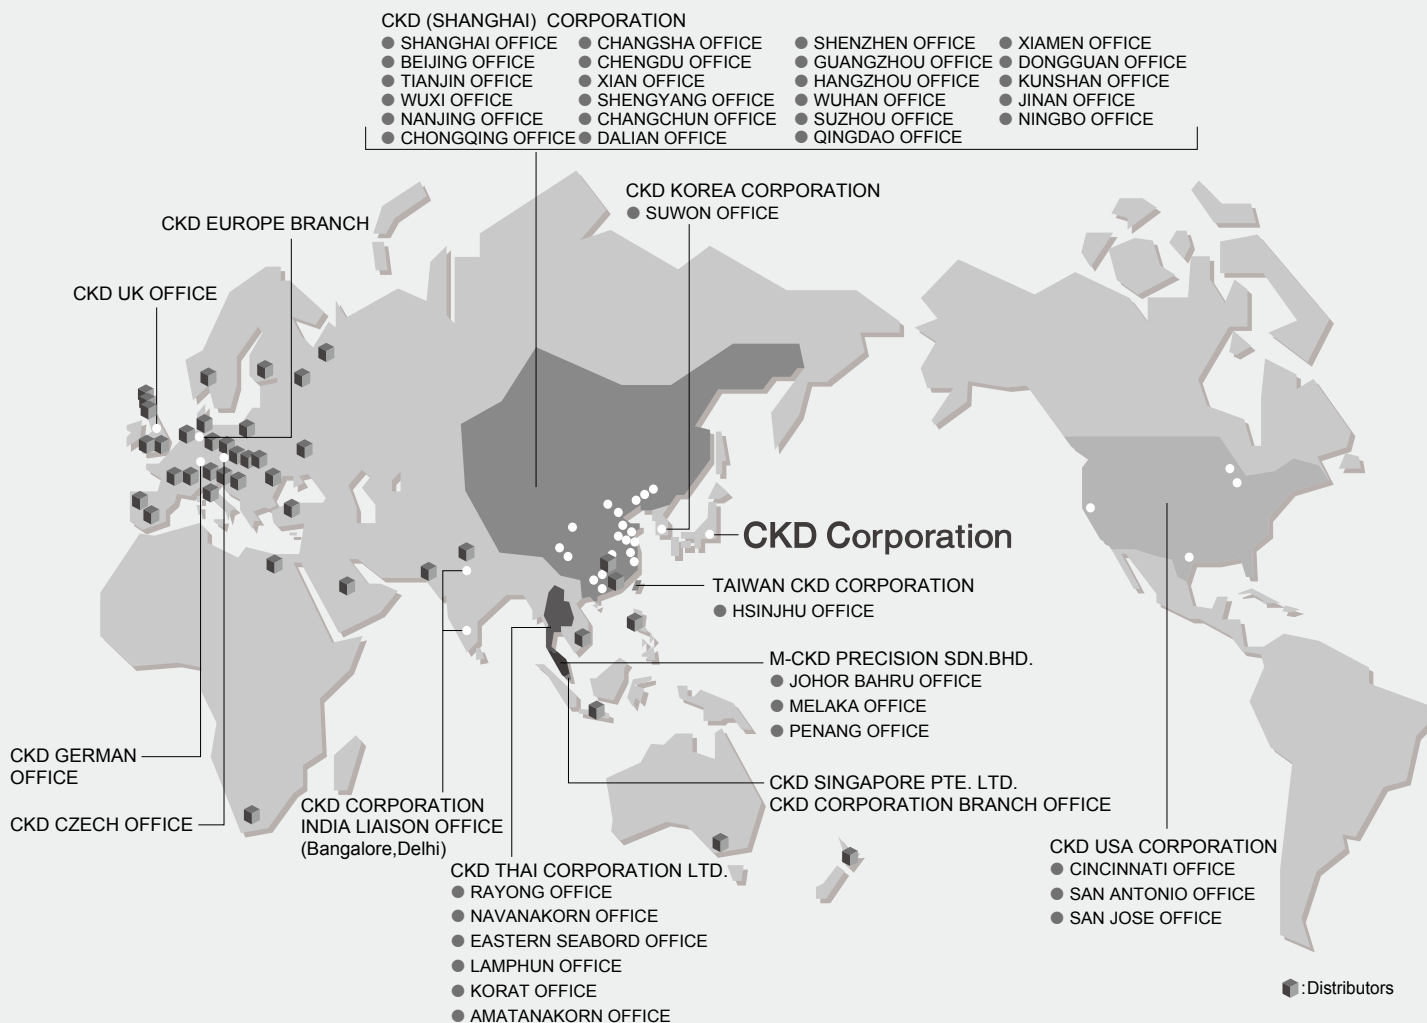 CKD (SHANGHAI) CORPORATION
SHANGHAI OFFICE
BEIJING OFFICE
TIANJIN OFFICE
WUXI OFFICE
NANJING OFFICE
CHONGQING OFFICE
CHANGSHA OFFICE
CHENGDU OFFICE
XIAN OFFICE
SHENGYANG OFFICE
CHANGCHUN OFFICE
DALIAN OFFICE
SHENZHEN OFFICE
GUANGZHOU OFFICE
HANGZHOU OFFICE
WUHAN OFFICE
SUZHOU OFFICE
QINGDAO OFFICE
XIAMEN OFFICE
DONGGUAN OFFICE
KUNSHAN OFFICE
JINAN OFFICE
NINGBO OFFICE
CKD KOREA CORPORATION
SUWON OFFICE
CKD EUROPE BRANCH
CKD UK OFFICE
CKD Corporation
TAIWAN CKD CORPORATION
HSINJHU OFFICE
M-CKD PRECISION SDN.BHD.
JOHOR BAHRU OFFICE
MELAKA OFFICE
PENANG OFFICE
CKD GERMAN
OFFICE
CKD CZECH OFFICE
CKD CORPORATION
INDIA LIAISON OFFICE
(Bangalore,Delhi)
CKD SINGAPORE PTE. LTD.
CKD CORPORATION BRANCH OFFICE
CKD THAI CORPORATION LTD.
RAYONG OFFICE
NAVANAKORN OFFICE
EASTERN SEABORD OFFICE
LAMPHUN OFFICE
KORAT OFFICE
AMATANAKORN OFFICE
CKD USA CORPORATION
CINCINNATI OFFICE
SAN ANTONIO OFFICE
SAN JOSE OFFICE
:Distributors